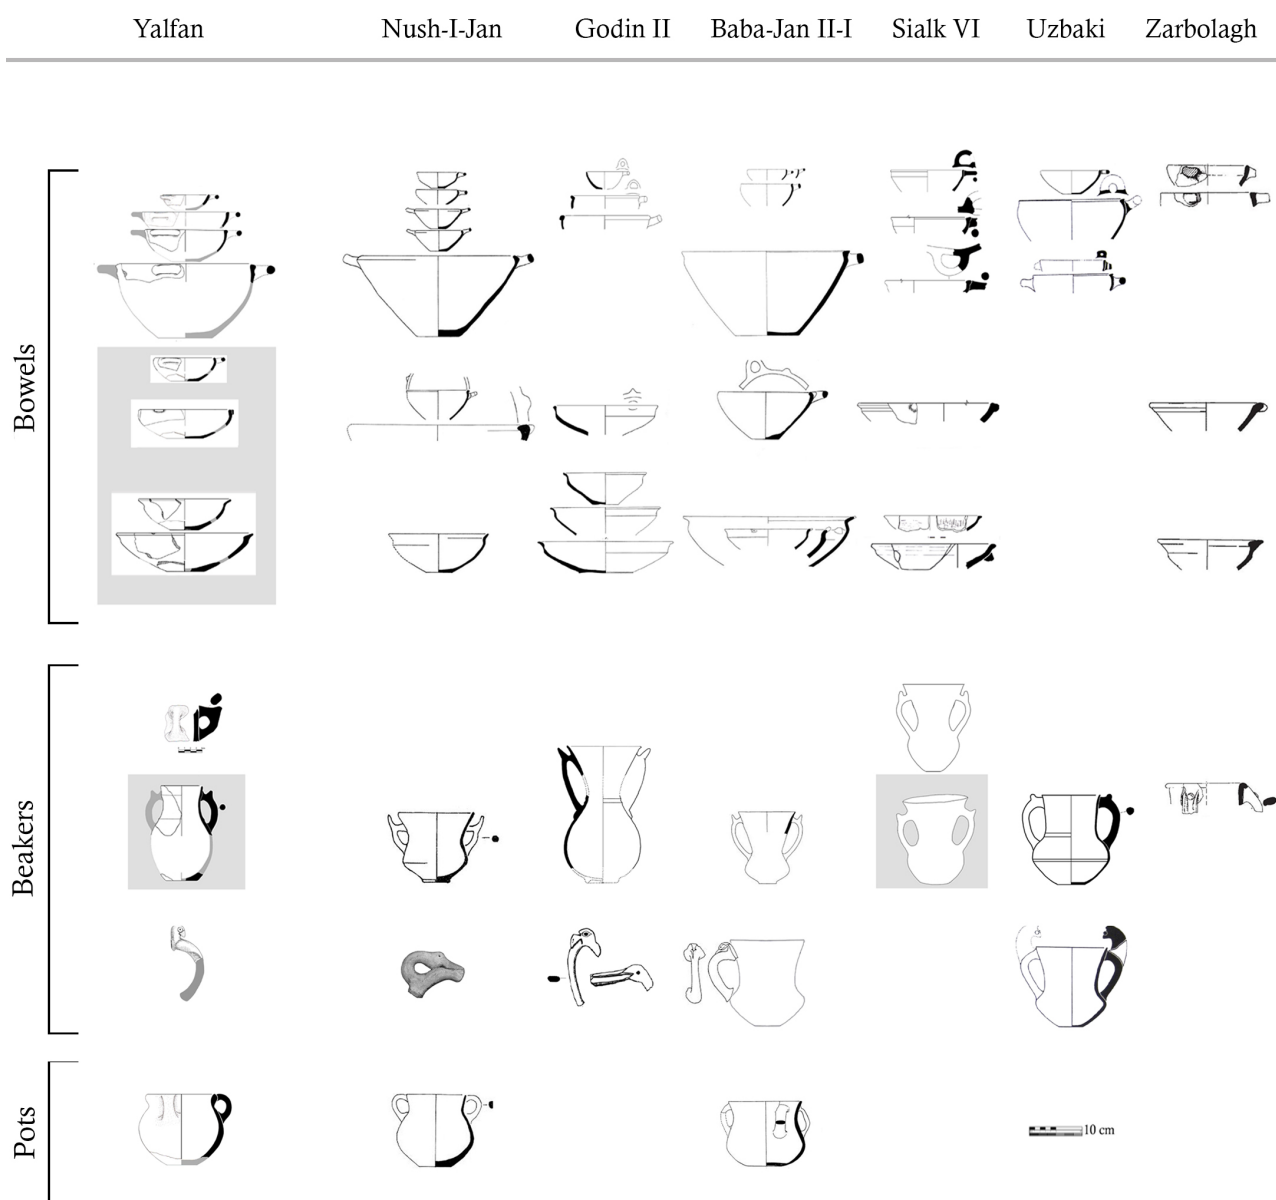 Yalfan Nush-I-Jan Godin II Baba-Jan II-I Sialk VI Uzbaki Zarbolagh
Bowels
Beakers
Pots
10 cm